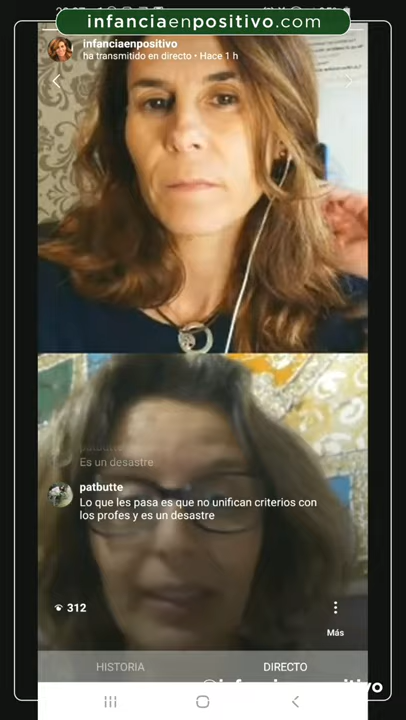 infanciaenpositivo.com
infanciaenpositivo
ha transmitido en directo • Hace 1 h
Es un desastre
patbutte
Lo que les pasa es que no unifican criterios con
los profes y es un desastre
312
Más
HISTORIA
DIRECTO